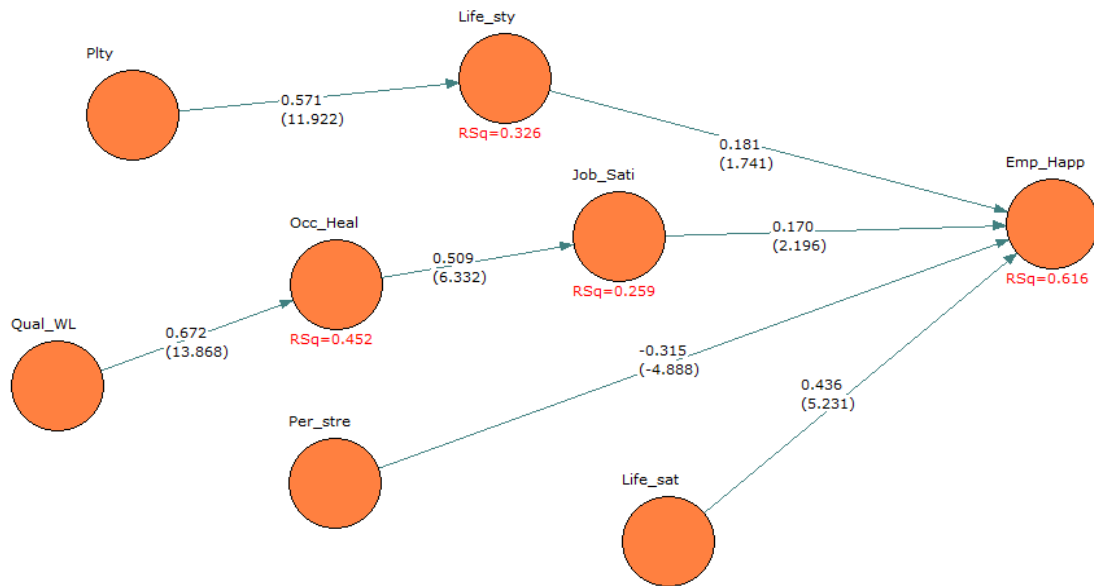 Plty
Life_sty
0.571
(11.922)
RSq=0.326
0.181
(1.741)
Emp_Happ
Job_Sati
Occ_Heal
0.170
(2.196)
0.509
(6.332)
RSq=0.616
RSq=0.259
Qual_WL
0.672
(13.868)
RSq=0.452
-0.315
(-4.888)
0.436
(5.231)
Per_stre
Life_sat